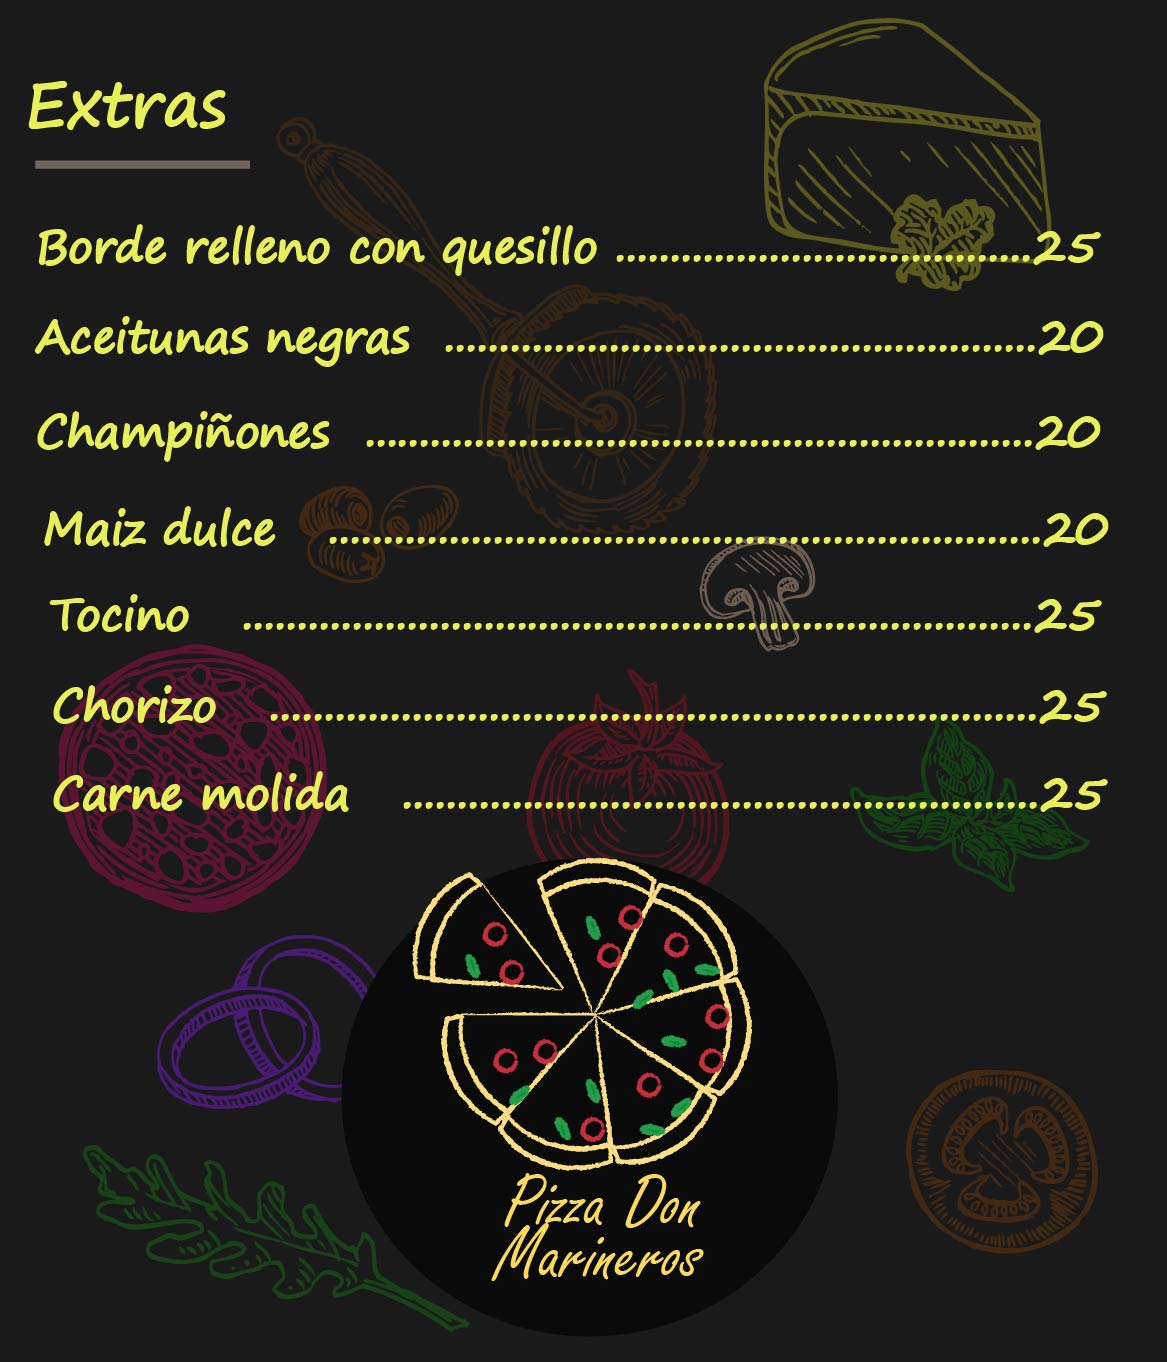 Extras
Borde relleno con quesillo ......................................25
Aceitunas negras ......................................................20
Champiñones .............................................................20
Maiz dulce .................................................................20
Tocino ........................................................................25
Chorizo ......................................................................25
Carne molida ..........................................................25
Pizza Don
Marineros